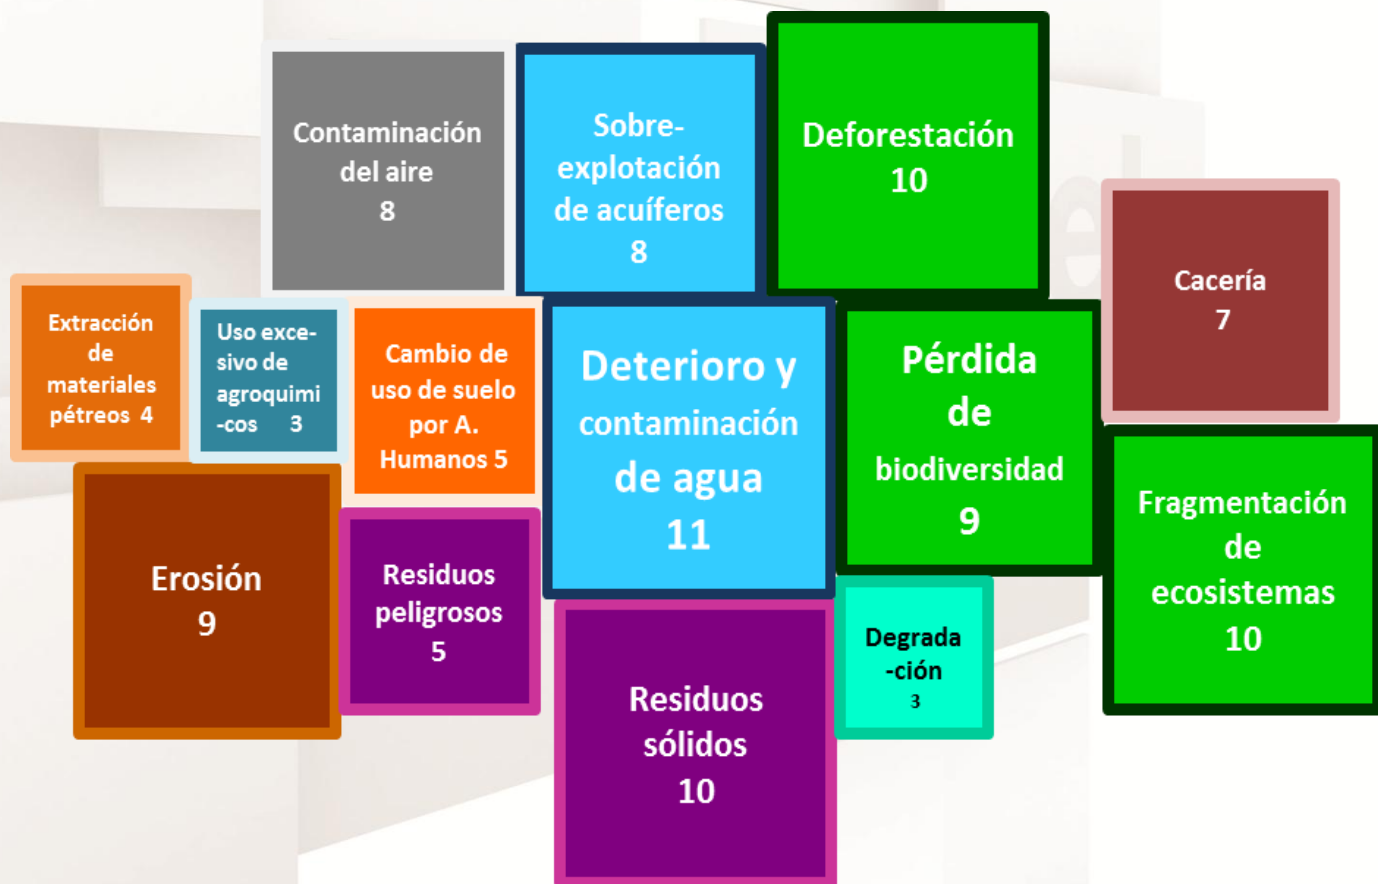 Contaminación
del aire
8
Sobre-
explotación
de acuíferos
8
Deforestación
10
Cacería
7
Extracción
de
materiales
pétreos 4
Uso exce-
sivo de
agroquimi
-cos 3
Cambio de
uso de suelo
por A.
Humanos 5
Deterioro y
contaminación
de agua
11
Pérdida
de
biodiversidad
9
Fragmentación
de
ecosistemas
10
Erosión
9
Residuos
peligrosos
5
Residuos
sólidos
10
Degrada
-ción
3